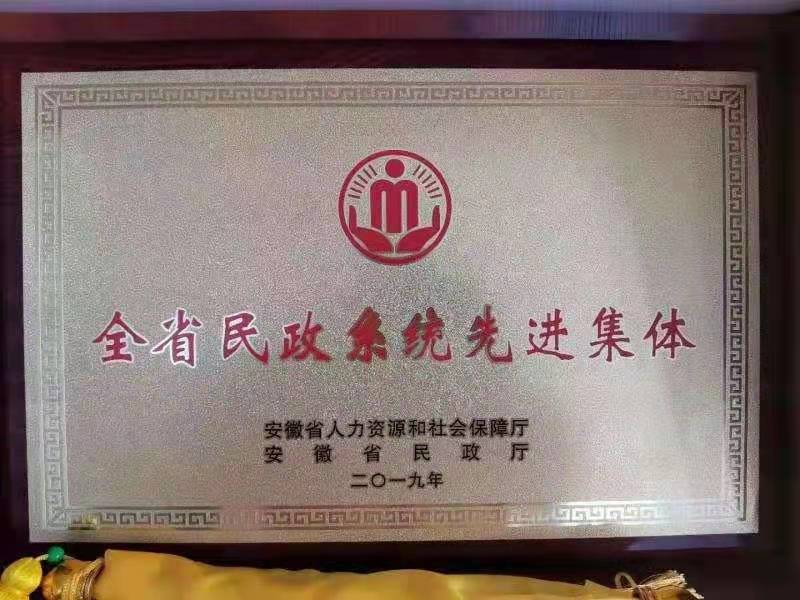 全省民政系统先进集体
安徽省人力资源和社会保障厅
安徽省民政厅
二〇一九年